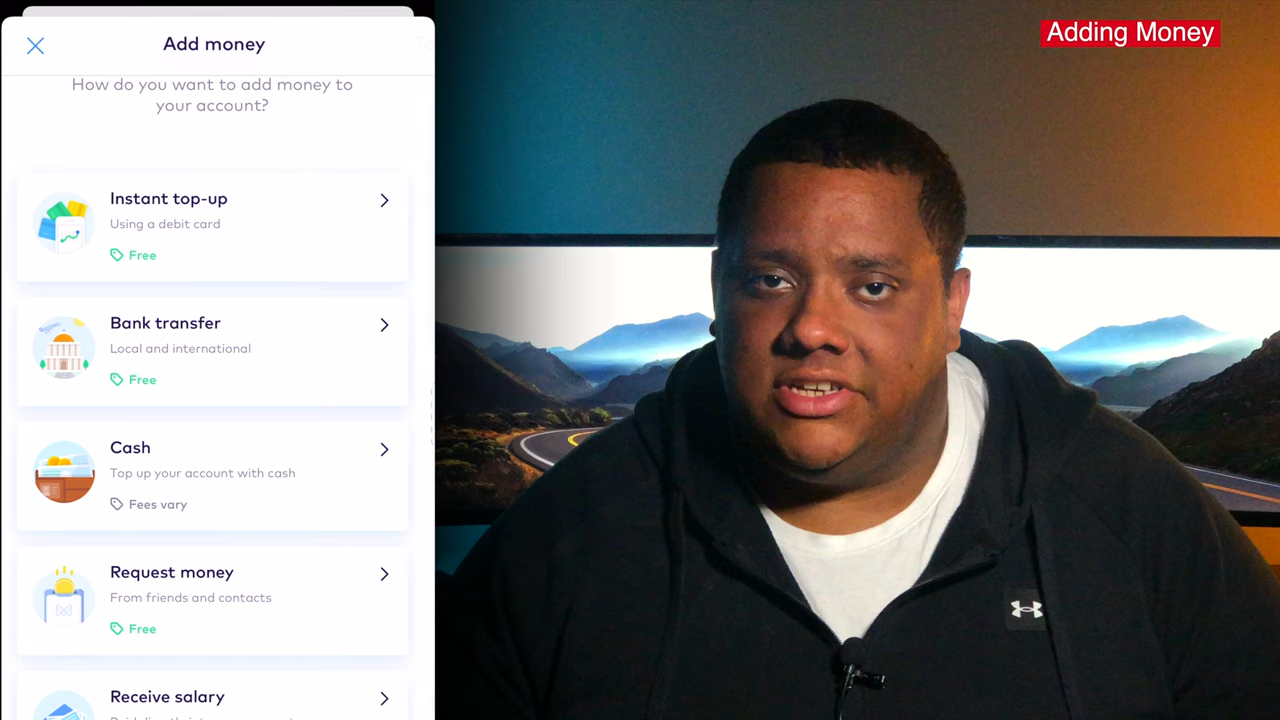 Add money
How do you want to add money to
your account?
Instant top-up
Using a debit card
Free
Bank transfer
Local and international
Free
Cash
Top up your account with cash
Fees vary
Request money
From friends and contacts
Free
Receive salary
Adding Money